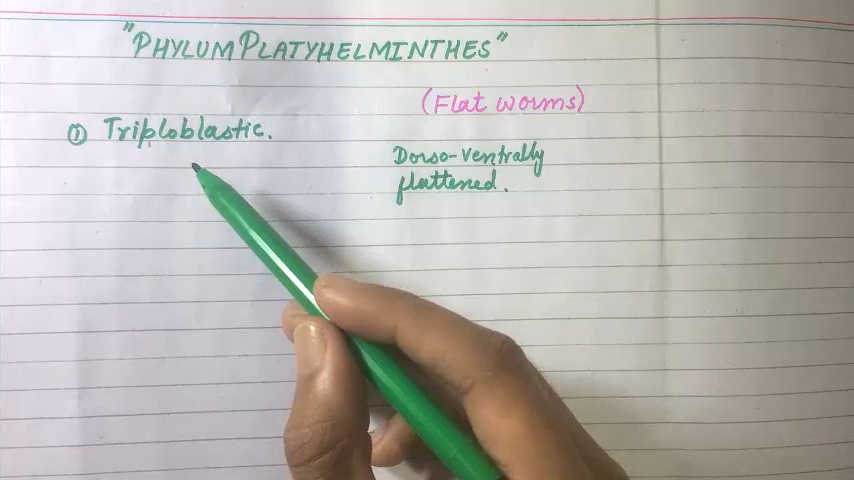 "PHYLUM PLATYHELMINTHES"
(Flat worms)
① Triploblastic.
Dorso-ventrally
flattened.